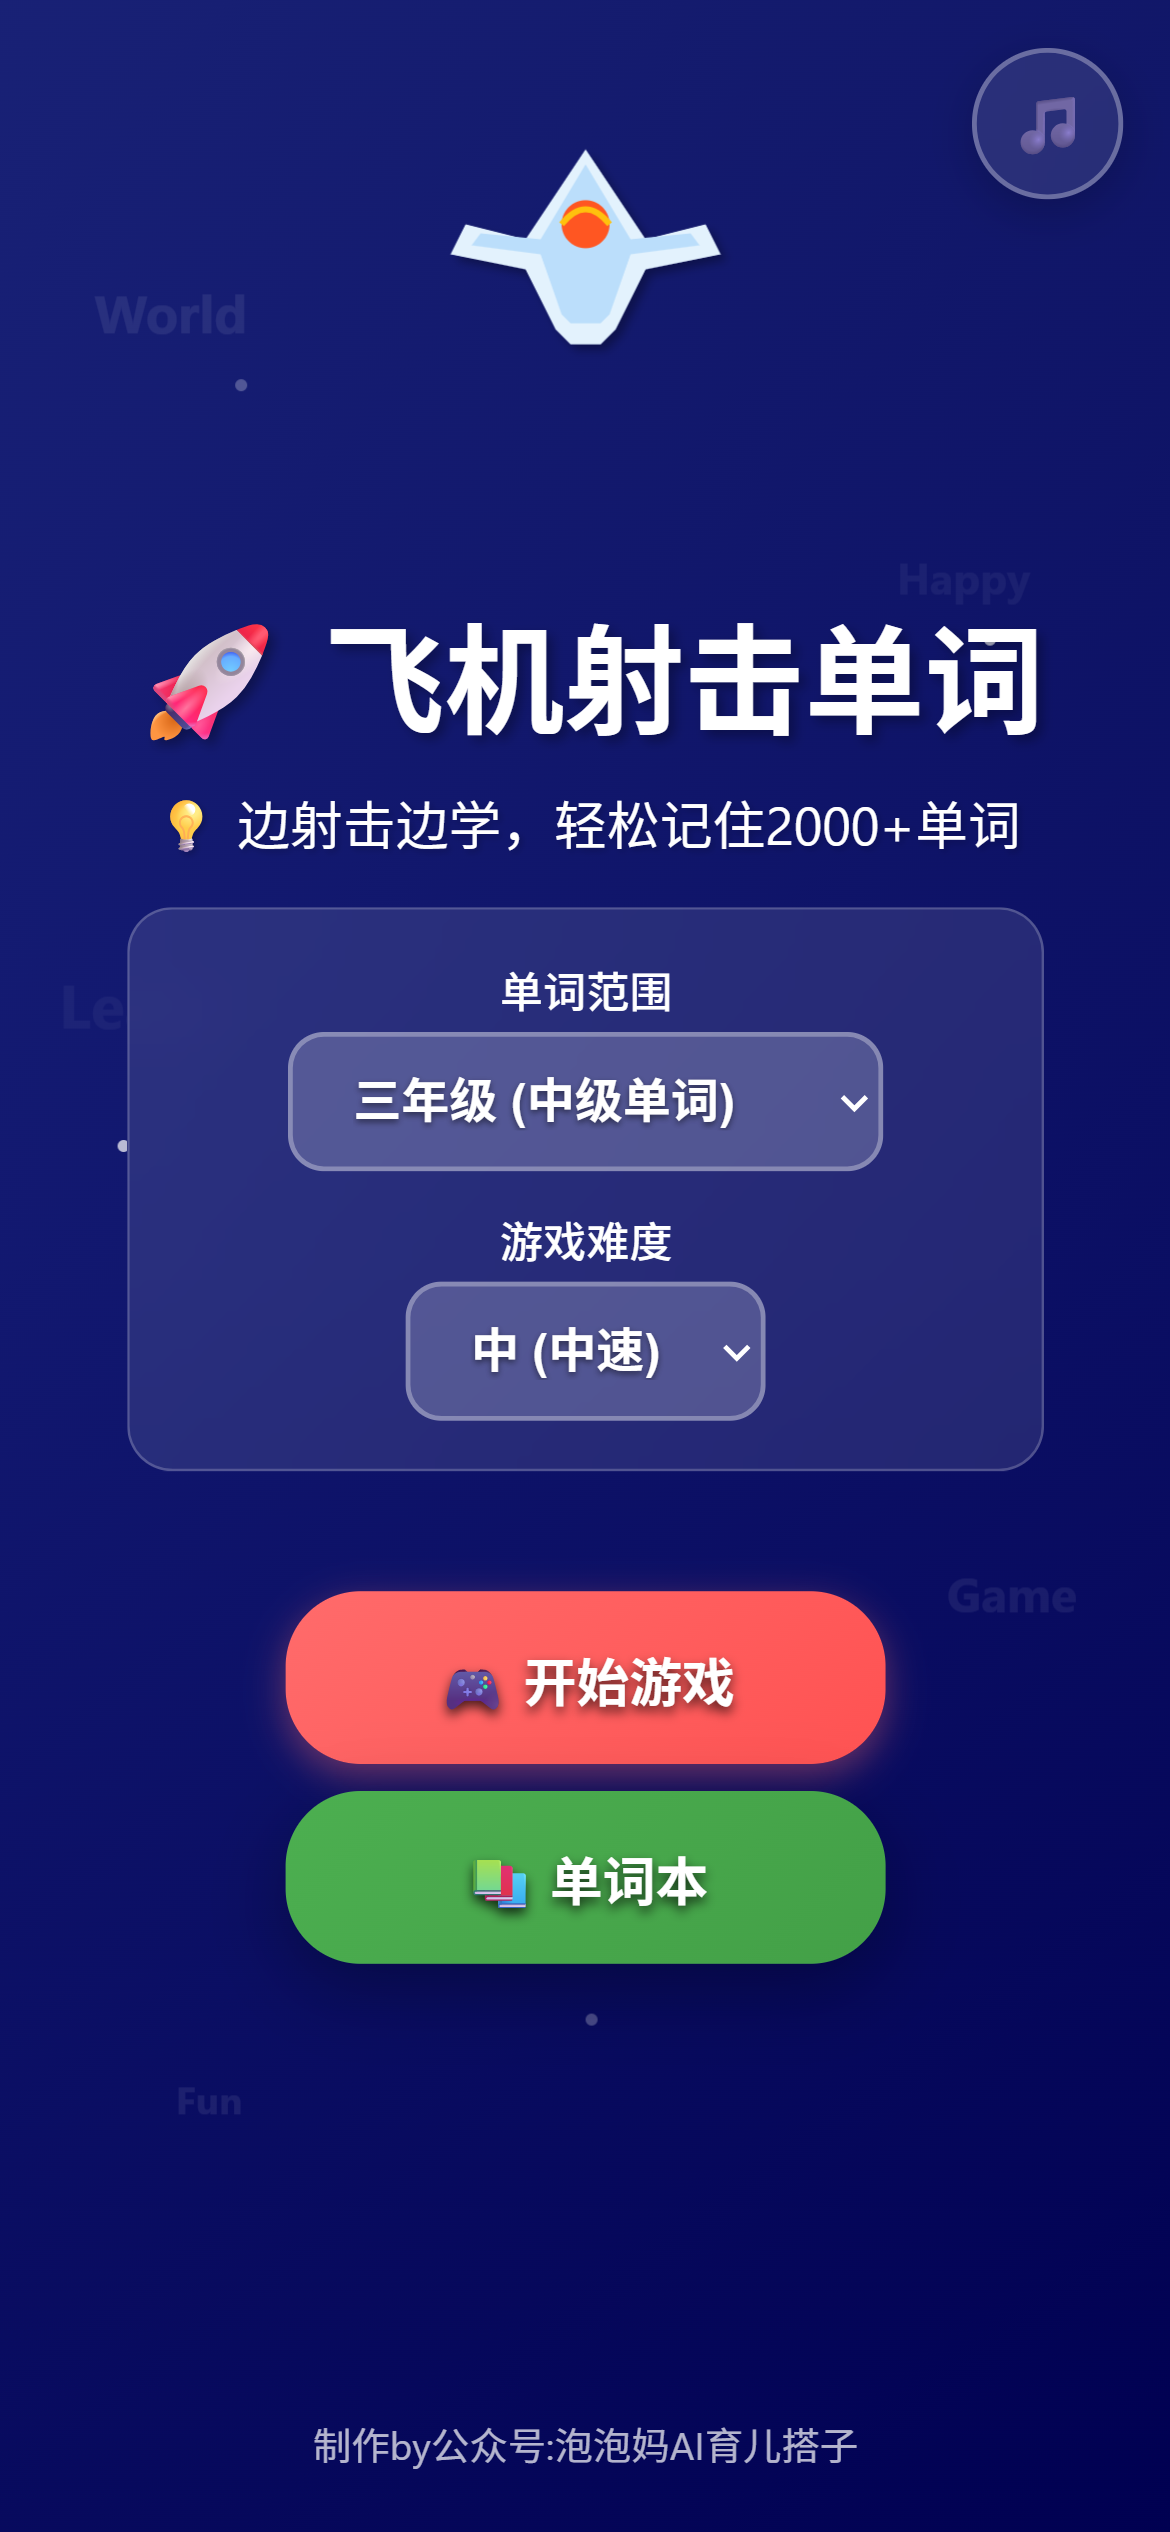 World
Happy
🚀 飞机射击单词
💡 边射击边学，轻松记住2000+单词
Le
单词范围
三年级 (中级单词)
游戏难度
中 (中速)
Game
🎮 开始游戏
📚 单词本
Fun
制作by公众号:泡泡妈AI育儿搭子